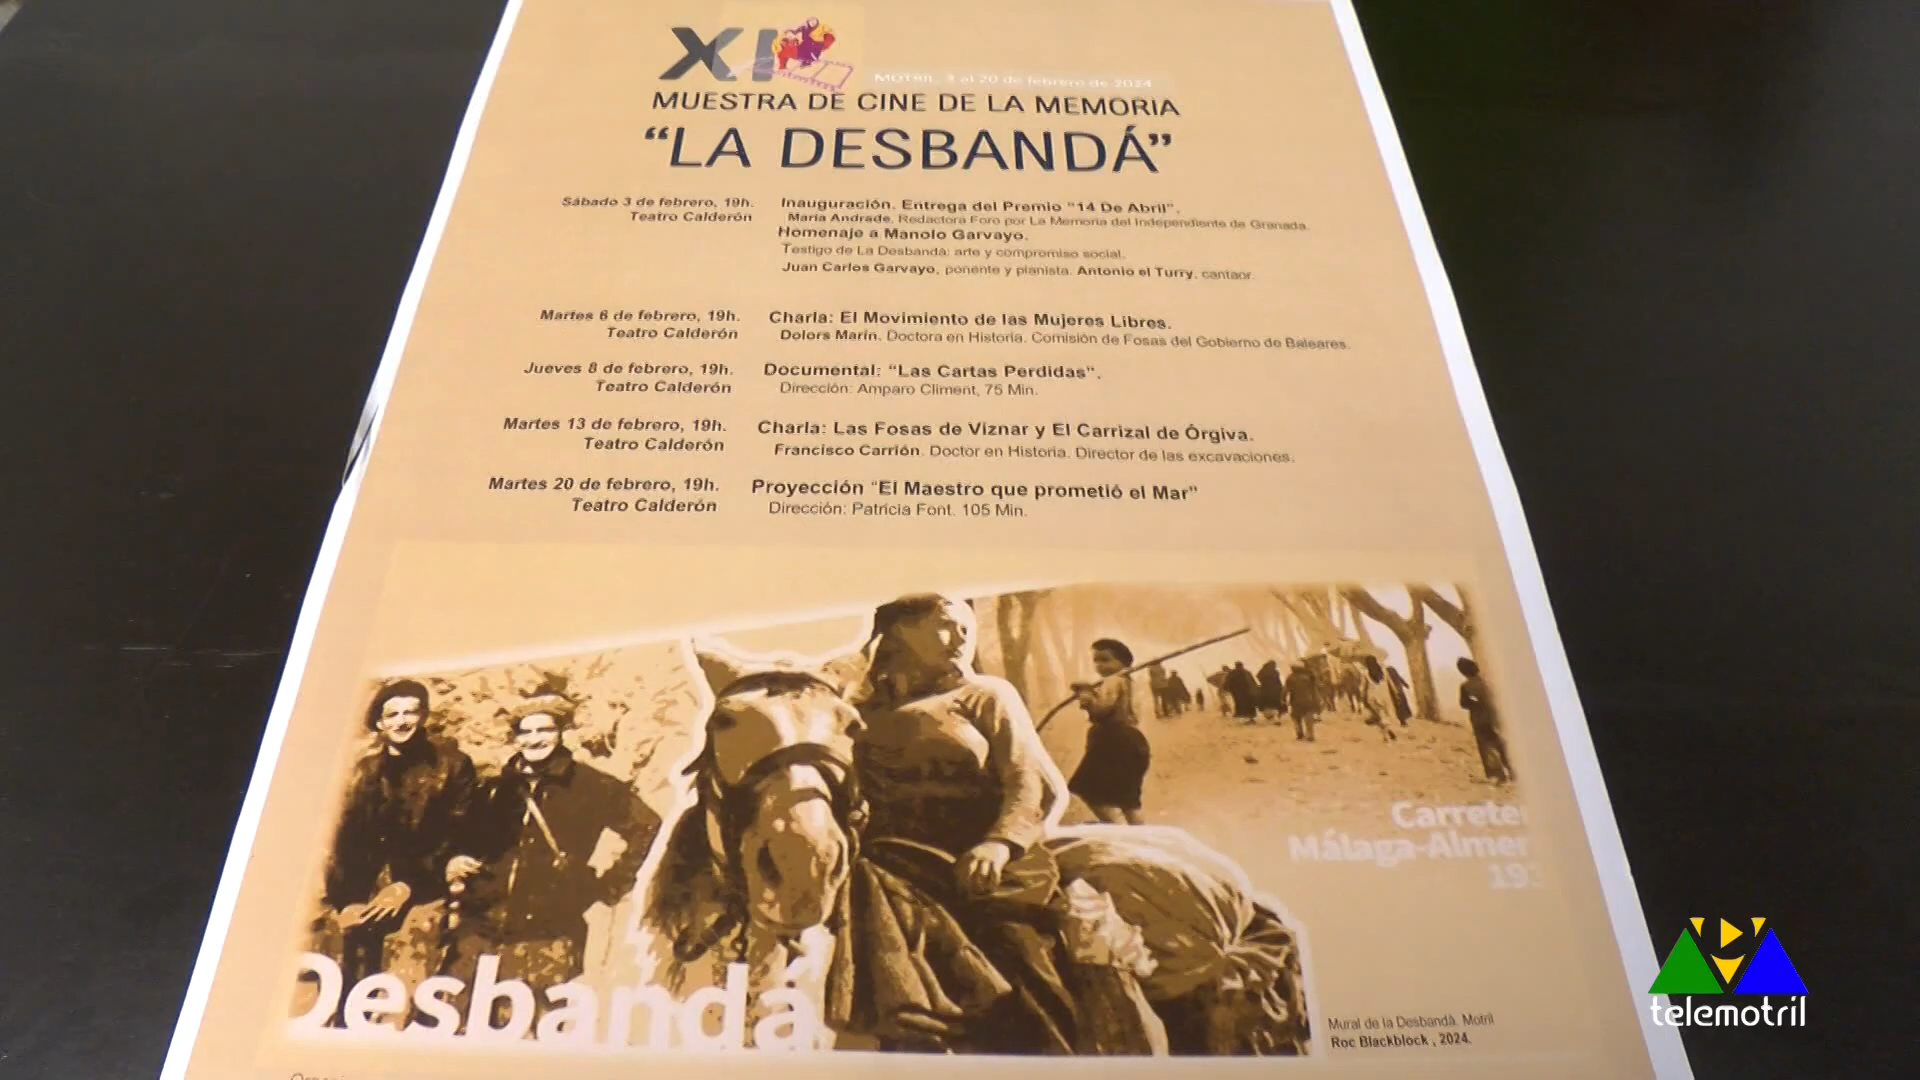 XI
MOTRIL, 3 al 20 de febrero de 2024
MUESTRA DE CINE DE LA MEMORIA
“LA DESBANDÁ”
Sábado 3 de febrero, 19h.
Teatro Calderón
Inauguración. Entrega del Premio “14 De Abril”.
María Andrade, Redactora Foro por La Memoria del Independiente de Granada.
Homenaje a Manolo Garvayo.
Testigo de La Desbandá: arte y compromiso social.
Juan Carlos Garvayo, ponente y pianista. Antonio el Turry, cantaor.
Martes 6 de febrero, 19h.
Teatro Calderón
Charla: El Movimiento de las Mujeres Libres.
Dolors Marín. Doctora en Historia. Comisión de Fosas del Gobierno de Baleares.
Jueves 8 de febrero, 19h.
Teatro Calderón
Documental: “Las Cartas Perdidas”.
Dirección: Amparo Climent, 75 Min.
Martes 13 de febrero, 19h.
Teatro Calderón
Charla: Las Fosas de Víznar y El Carrizal de Órgiva.
Francisco Carrión. Doctor en Historia. Director de las excavaciones.
Martes 20 de febrero, 19h.
Teatro Calderón
Proyección “El Maestro que prometió el Mar”
Dirección: Patricia Font. 105 Min.
Carreter
Málaga-Almer
193
Desbandá
Mural de la Desbandá. Motril
Roc Blackblock , 2024.
telemotril